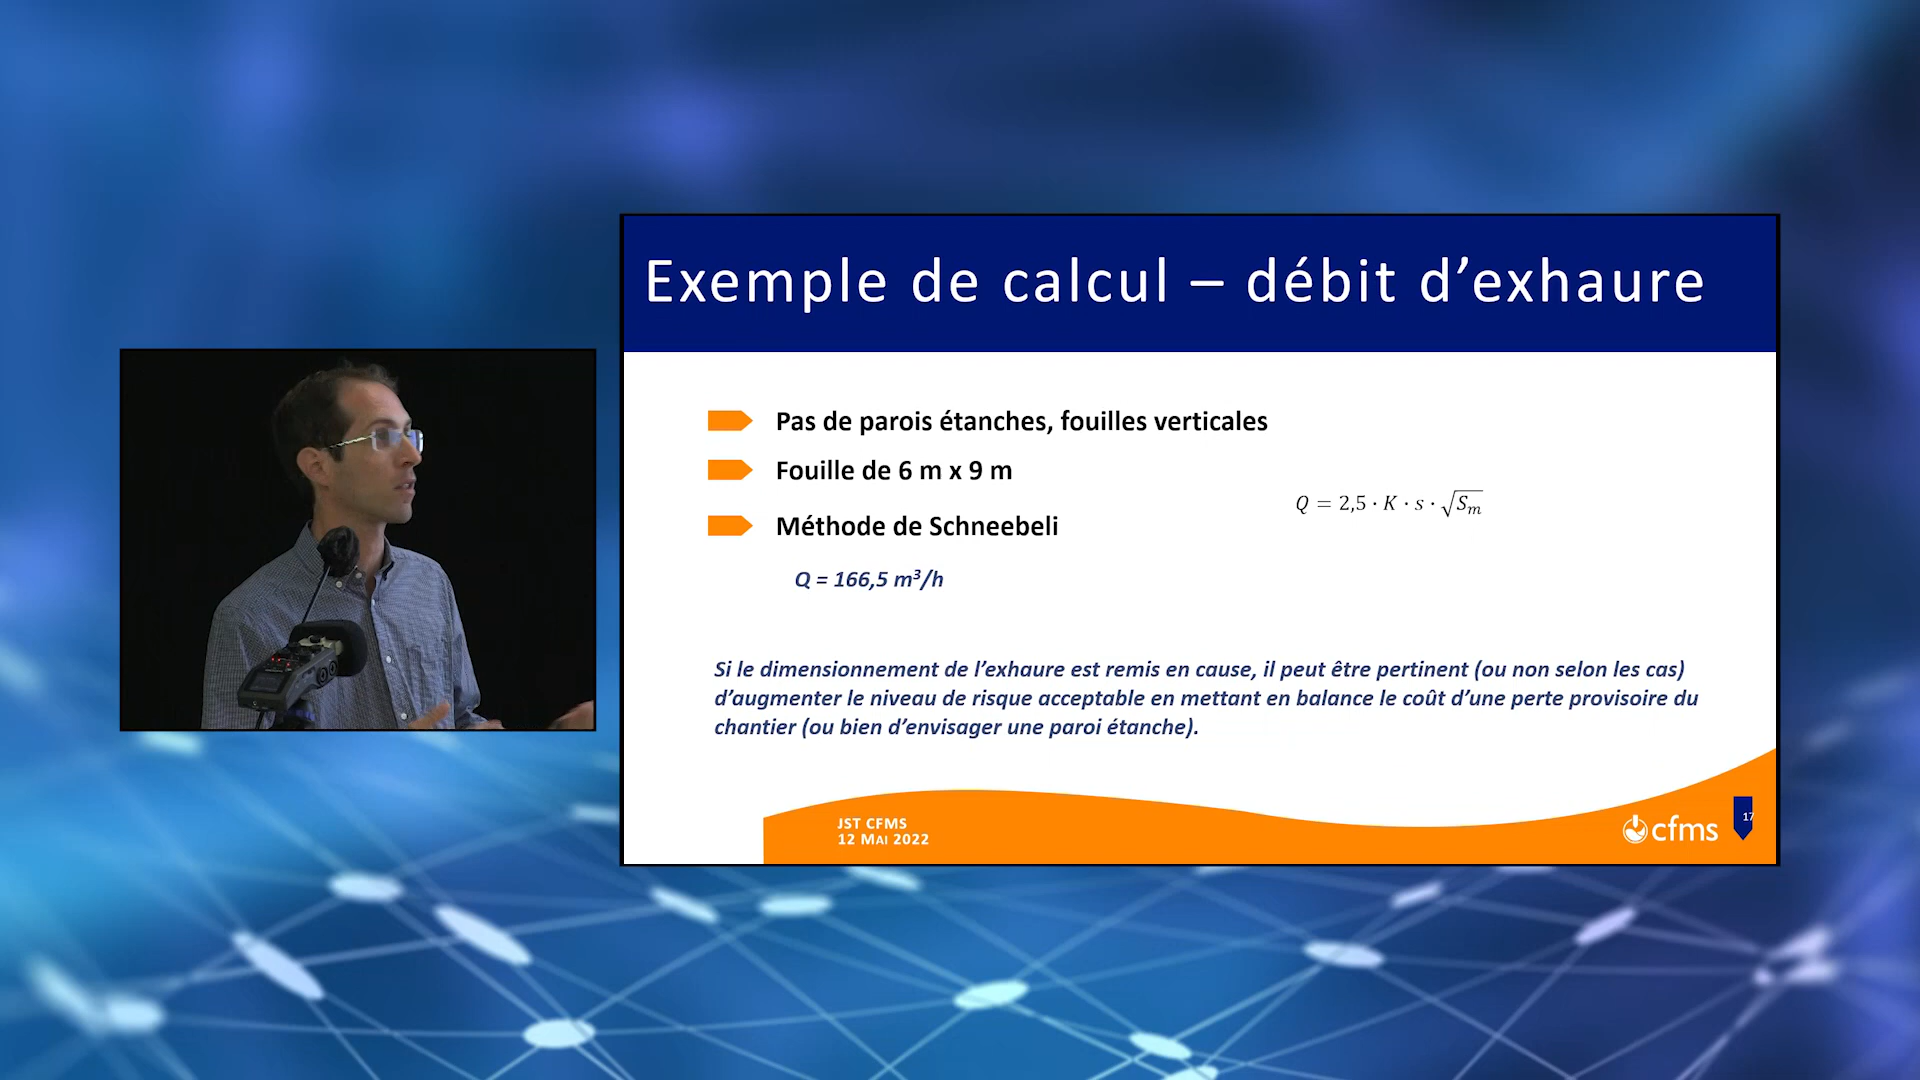 Exemple de calcul – débit d’exhaure
Pas de parois étanches, fouilles verticales
Fouille de 6 m x 9 m
Méthode de Schneebeli
Q = 2,5 · K · s · √Sₘ
Q = 166,5 m³/h
Si le dimensionnement de l’exhaure est remis en cause, il peut être pertinent (ou non selon les cas)
d’augmenter le niveau de risque acceptable en mettant en balance le coût d’une perte provisoire du
chantier (ou bien d’envisager une paroi étanche).
JST CFMS
12 MAI 2022
cfms
17